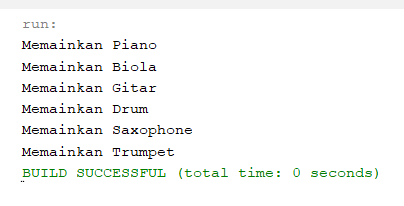 run:
Memainkan Piano
Memainkan Biola
Memainkan Gitar
Memainkan Drum
Memainkan Saxophone
Memainkan Trumpet
BUILD SUCCESSFUL (total time: 0 seconds)